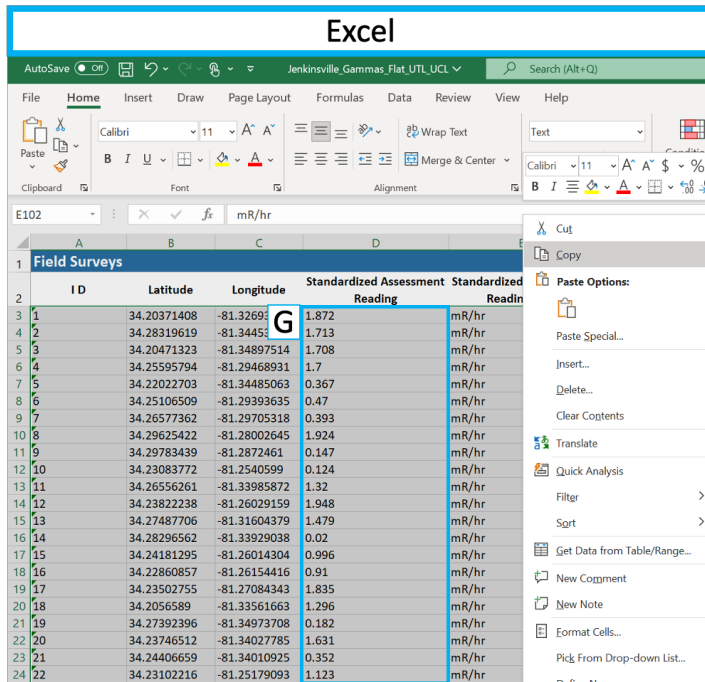 Excel
AutoSave Off Jenkinsville_Gammas_Flat_UTL_UCL Search (Alt+Q)
File Home Insert Draw Page Layout Formulas Data Review View Help
Paste Calibri 11 A A Wrap Text Text
B I U A Merge & Center
Calibri 11 A A $ %
B I A
Clipboard Font Alignment
E102 fx mR/hr
A B C D E
1 Field Surveys
2 I D Latitude Longitude Standardized Assessment Reading Standardized
3 1 34.20371408 G 1.872 mR/hr
4 2 34.28319619 1.713 mR/hr
5 3 34.20471323 -81.34897514 1.708 mR/hr
6 4 34.25595794 -81.29468931 1.7 mR/hr
7 5 34.22022703 -81.34485063 0.367 mR/hr
8 6 34.25106509 -81.29393635 0.47 mR/hr
9 7 34.26577362 -81.29705318 0.393 mR/hr
10 8 34.29625422 -81.28002645 1.924 mR/hr
11 9 34.29783439 -81.2872461 0.147 mR/hr
12 10 34.23083772 -81.2540599 0.124 mR/hr
13 11 34.26556261 -81.33985872 1.32 mR/hr
14 12 34.23822238 -81.26029159 1.948 mR/hr
15 13 34.27487706 -81.31604379 1.479 mR/hr
16 14 34.28296562 -81.33929038 0.02 mR/hr
17 15 34.24181295 -81.26014304 0.996 mR/hr
18 16 34.22860857 -81.26154416 0.91 mR/hr
19 17 34.23502755 -81.27084343 1.835 mR/hr
20 18 34.2056589 -81.33561663 1.296 mR/hr
21 19 34.27392396 -81.34973708 0.182 mR/hr
22 20 34.23746512 -81.34027785 1.631 mR/hr
23 21 34.24406659 -81.34010925 0.352 mR/hr
24 22 34.23102216 -81.25179093 1.123 mR/hr
Cut
Copy
Paste Options:
Paste Special...
Insert...
Delete...
Clear Contents
Translate
Quick Analysis
Filter
Sort
Get Data from Table/Range...
New Comment
New Note
Format Cells...
Pick From Drop-down List...